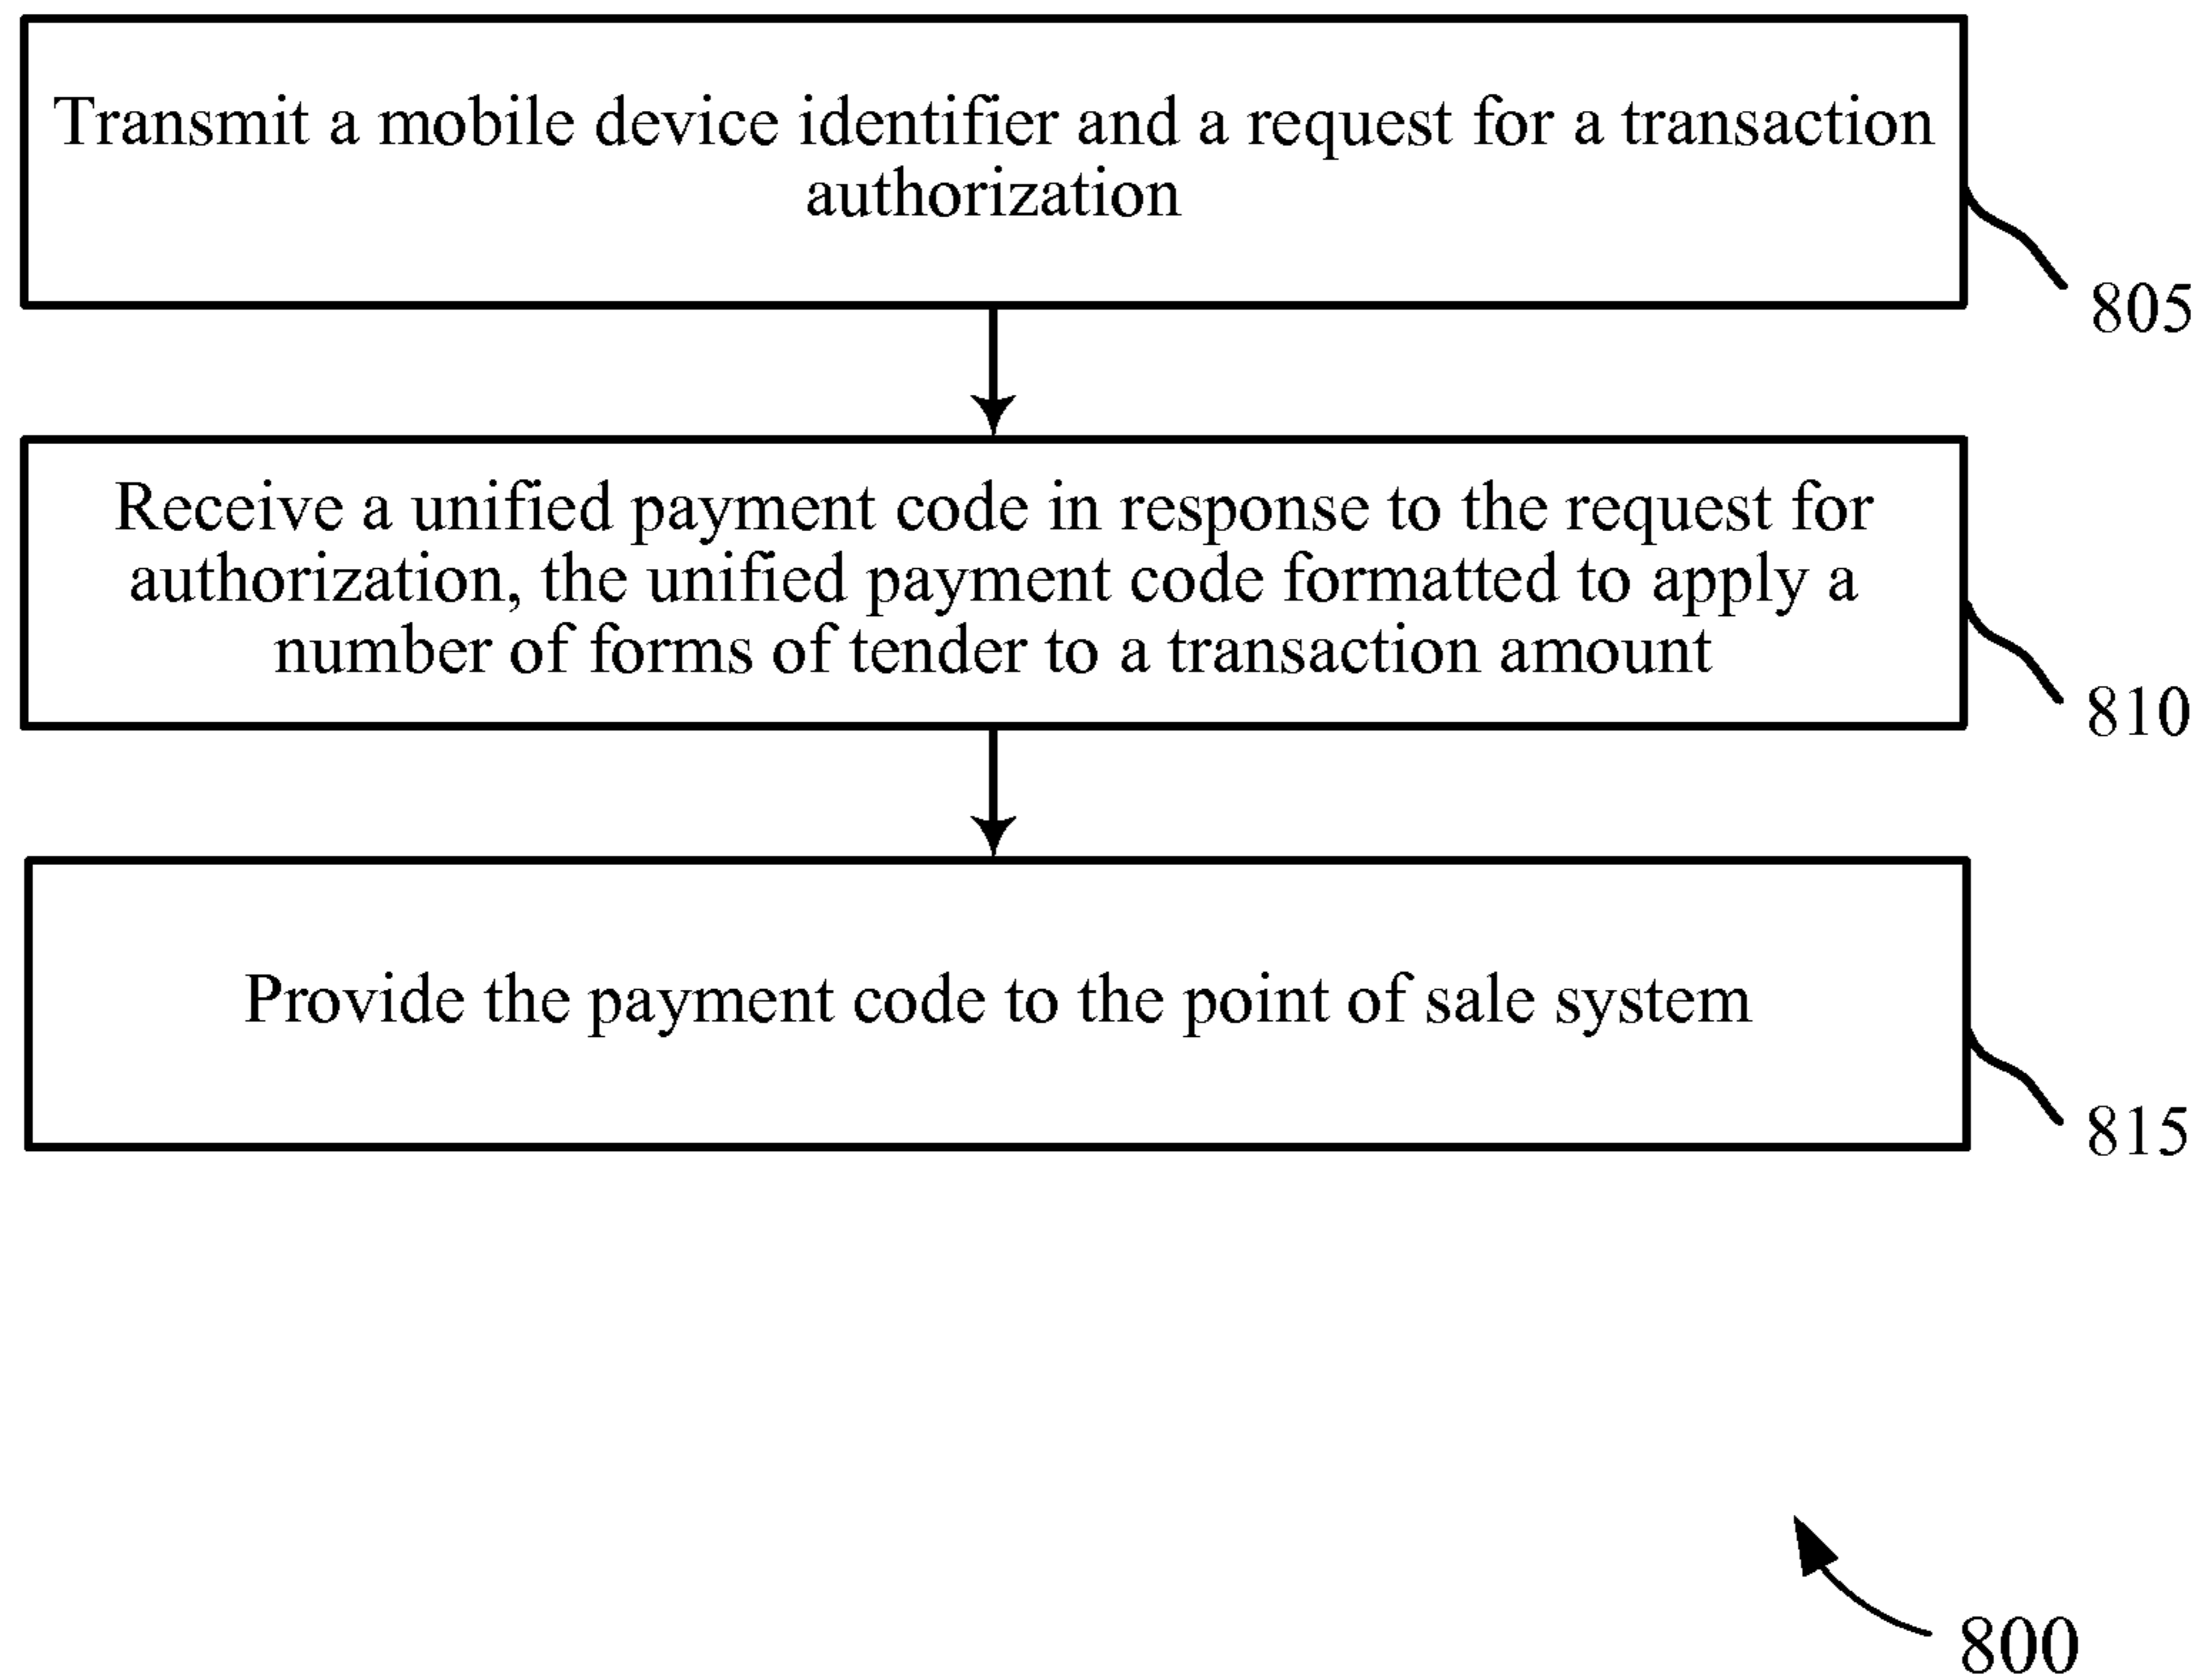 Transmit a mobile device identifier and a request for a transaction
authorization
805
Receive a unified payment code in response to the request for
authorization, the unified payment code formatted to apply a
number of forms of tender to a transaction amount
810
Provide the payment code to the point of sale system
815
800